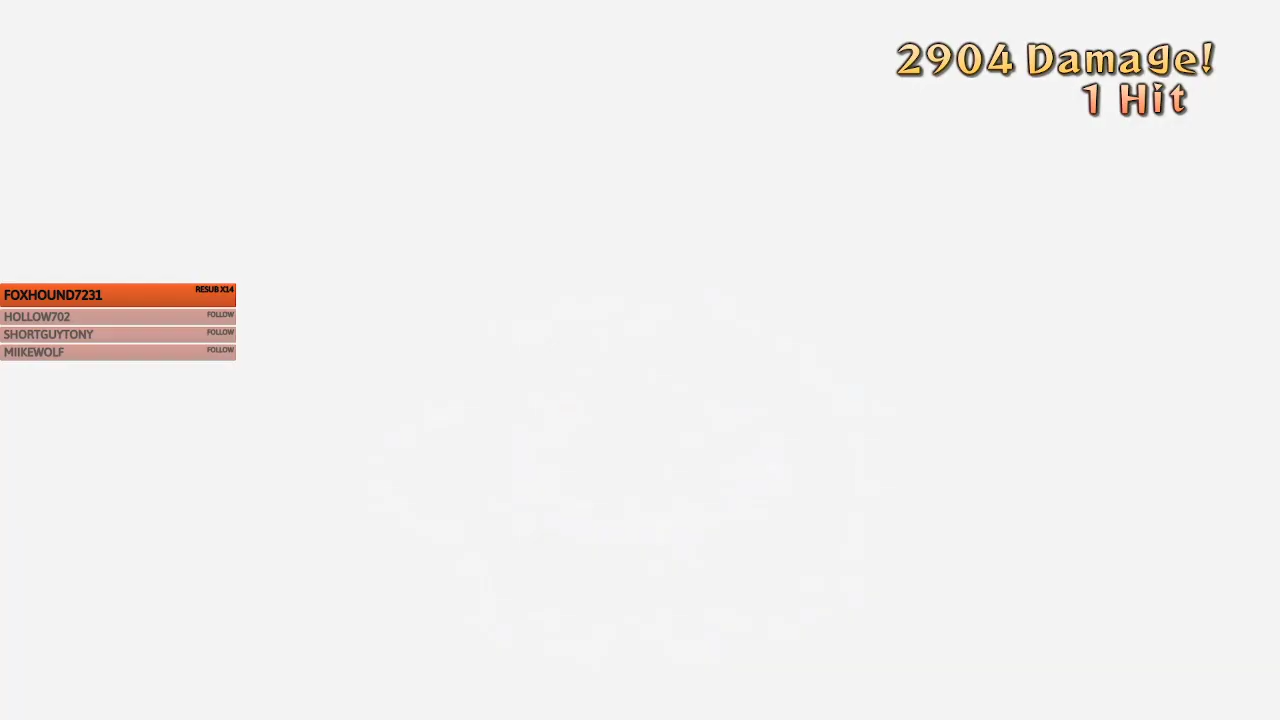 2904 Damage!
1 Hit
FOXHOUND7231 RESUB X14
HOLLOW702 FOLLOW
SHORTGUYTONY FOLLOW
MIIKEWOLF FOLLOW